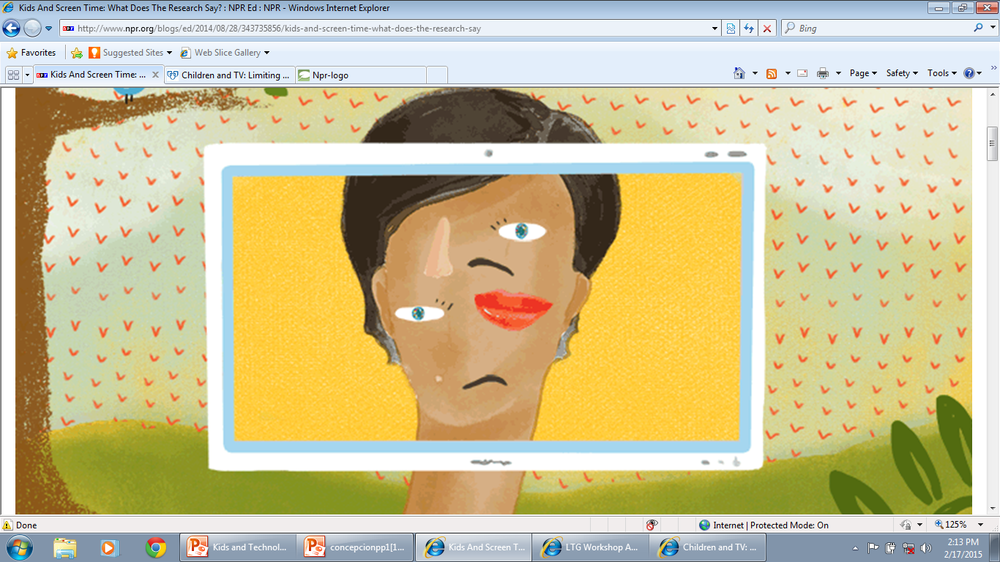 Kids And Screen Time: What Does The Research Say? : NPR Ed : NPR - Windows Internet Explorer
npr http://www.npr.org/blogs/ed/2014/08/28/343735856/kids-and-screen-time-what-does-the-research-say Bing
Favorites Suggested Sites Web Slice Gallery
npr Kids And Screen Time: ... Children and TV: Limiting ... Npr-logo Page Safety Tools
Done Internet | Protected Mode: On 125%
Kids and Technol... concepcionpp1[1... Kids And Screen T... LTG Workshop A... Children and TV: ... 2:13 PM
2/17/2015